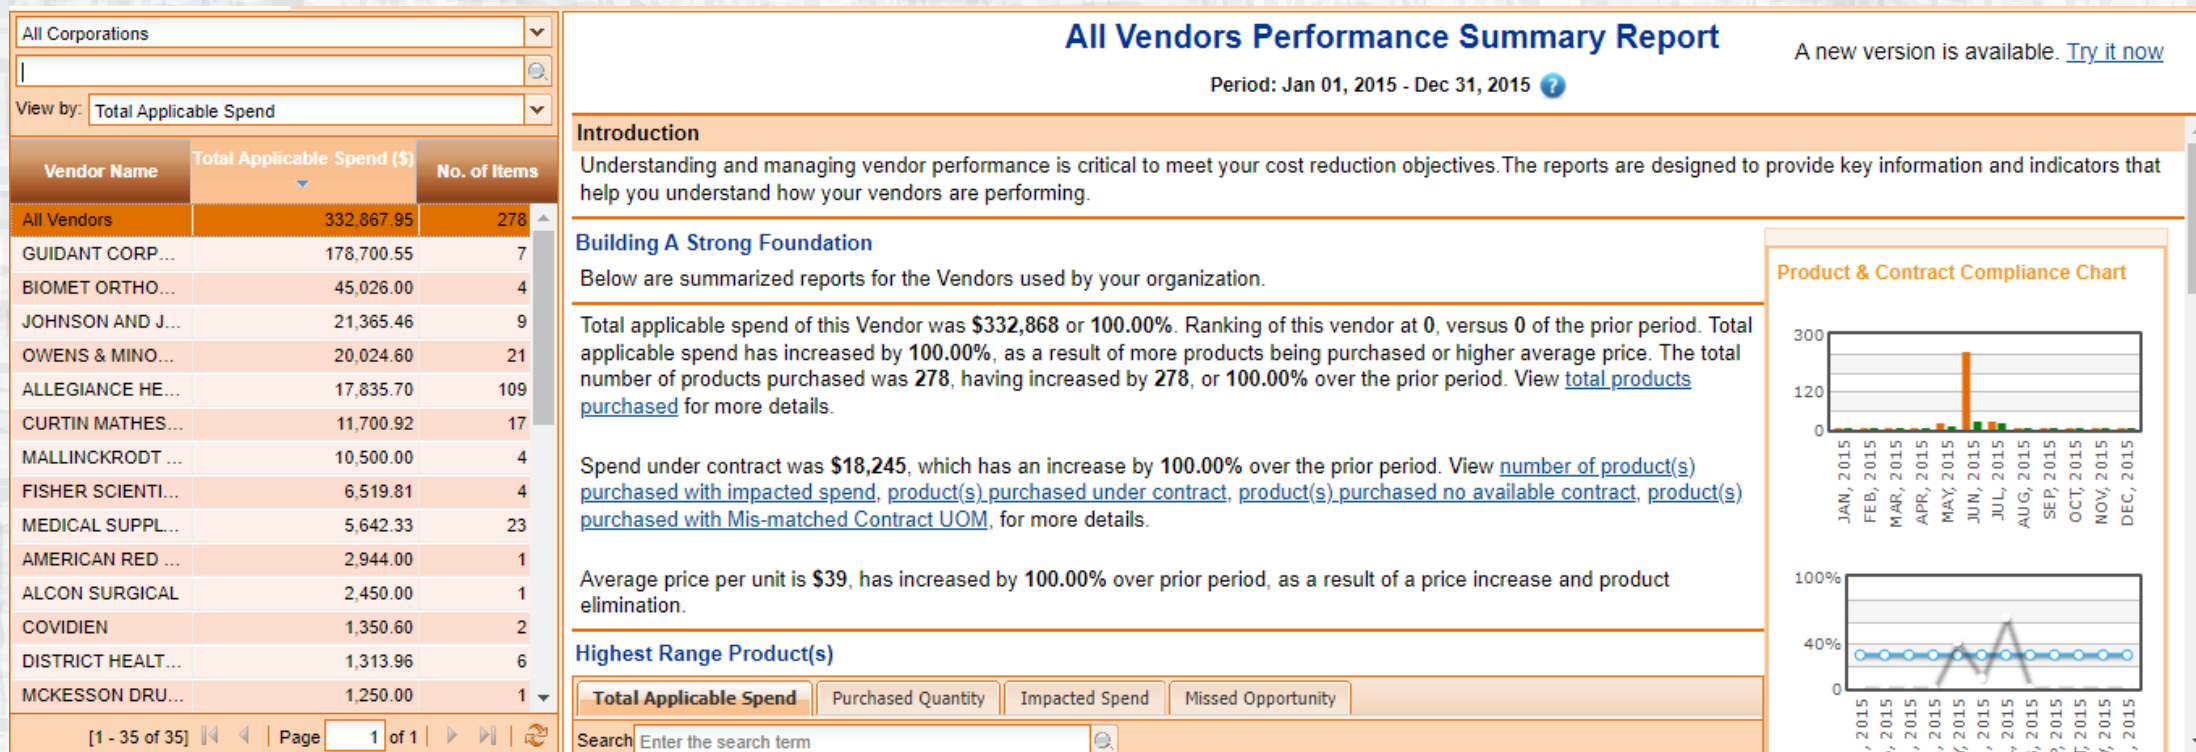 All Corporations
View by: Total Applicable Spend
Vendor Name Total Applicable Spend ($) No. of Items
All Vendors 332,867.95 278
GUIDANT CORP... 178,700.55 7
BIOMET ORTHO... 45,026.00 4
JOHNSON AND J... 21,365.46 9
OWENS & MINO... 20,024.60 21
ALLEGIANCE HE... 17,835.70 109
CURTIN MATHES... 11,700.92 17
MALLINCKRODT ... 10,500.00 4
FISHER SCIENTI... 6,519.81 4
MEDICAL SUPPL... 5,642.33 23
AMERICAN RED ... 2,944.00 1
ALCON SURGICAL 2,450.00 1
COVIDIEN 1,350.60 2
DISTRICT HEALT... 1,313.96 6
MCKESSON DRU... 1,250.00 1
[1 - 35 of 35] Page 1 of 1
All Vendors Performance Summary Report
A new version is available. Try it now
Period: Jan 01, 2015 - Dec 31, 2015 ?
Introduction
Understanding and managing vendor performance is critical to meet your cost reduction objectives.The reports are designed to provide key information and indicators that
help you understand how your vendors are performing.
Building A Strong Foundation
Below are summarized reports for the Vendors used by your organization.
Total applicable spend of this Vendor was $332,868 or 100.00%. Ranking of this vendor at 0, versus 0 of the prior period. Total
applicable spend has increased by 100.00%, as a result of more products being purchased or higher average price. The total
number of products purchased was 278, having increased by 278, or 100.00% over the prior period. View total products
purchased for more details.
Spend under contract was $18,245, which has an increase by 100.00% over the prior period. View number of product(s)
purchased with impacted spend, product(s) purchased under contract, product(s) purchased no available contract, product(s)
purchased with Mis-matched Contract UOM, for more details.
Average price per unit is $39, has increased by 100.00% over prior period, as a result of a price increase and product
elimination.
Highest Range Product(s)
Total Applicable Spend Purchased Quantity Impacted Spend Missed Opportunity
Search Enter the search term
Product & Contract Compliance Chart
300
120
0
JAN, 2015
FEB, 2015
MAR, 2015
APR, 2015
MAY, 2015
JUN, 2015
JUL, 2015
AUG, 2015
SEP, 2015
OCT, 2015
NOV, 2015
DEC, 2015
100%
40%
0
2015
2015
2015
2015
2015
2015
2015
2015
2015
2015
2015
2015